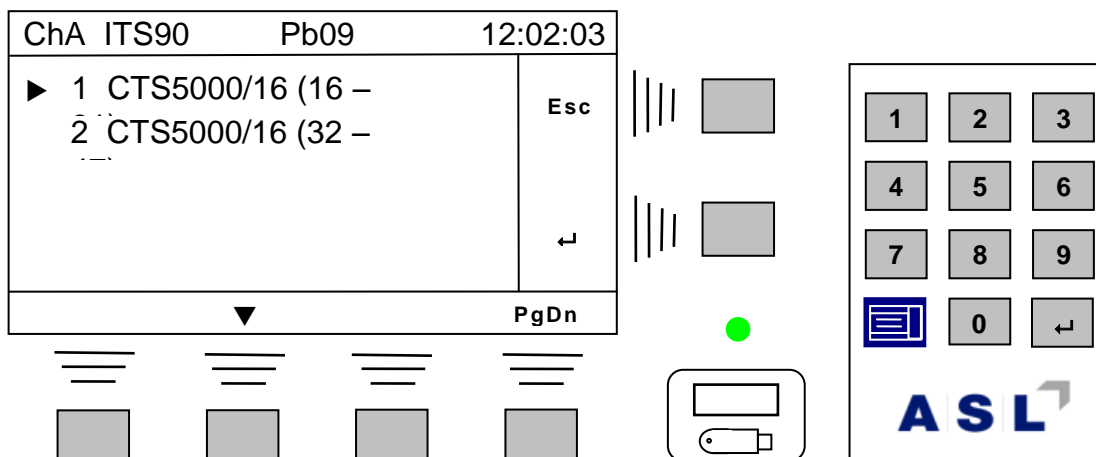 ChA ITS90 Pb09 12:02:03
▶ 1 CTS5000/16 (16 –
2 CTS5000/16 (32 –
Esc
↵
▼ PgDn
1 2 3
4 5 6
7 8 9
0 ↵
ASL